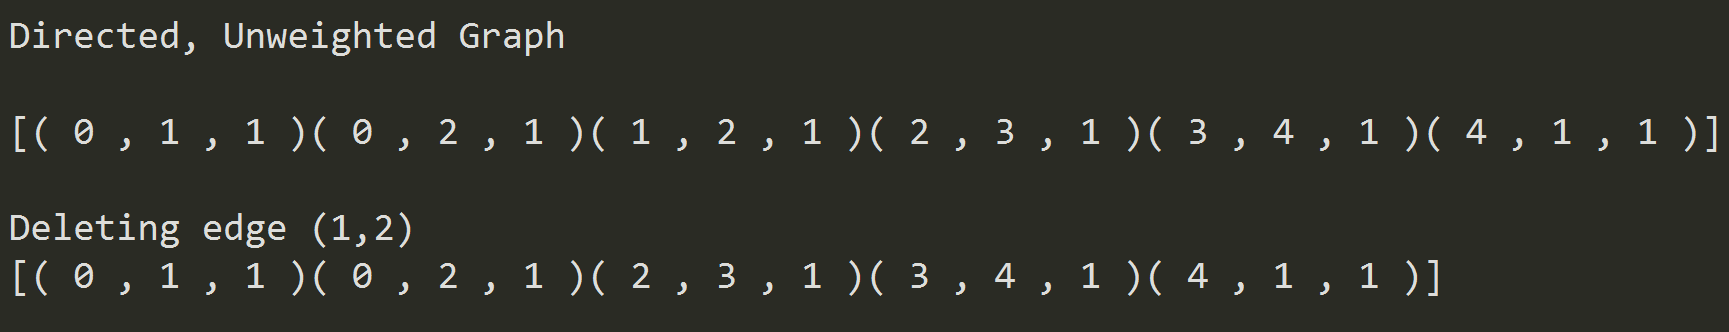 Directed, Unweighted Graph
[( 0 , 1 , 1 )( 0 , 2 , 1 )( 1 , 2 , 1 )( 2 , 3 , 1 )( 3 , 4 , 1 )( 4 , 1 , 1 )]
Deleting edge (1,2)
[( 0 , 1 , 1 )( 0 , 2 , 1 )( 2 , 3 , 1 )( 3 , 4 , 1 )( 4 , 1 , 1 )]